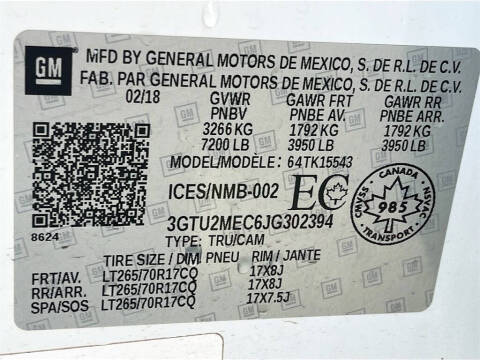 GM
MFD BY GENERAL MOTORS DE MEXICO, S. DE R.L. DE C.V.
FAB. PAR GENERAL MOTORS DE MEXICO, S. DE R.L. DE C.V.
02/18 GVWR GAWR FRT GAWR RR
PNBV PNBE AV. PNBE ARR.
3266 KG 1792 KG 1792 KG
7200 LB 3950 LB 3950 LB
MODEL/MODÈLE: 64TK15543
ICES/NMB-002 EC
CANADA
CMVSS NSVAC
985
TRANSPORT
3GTU2MEC6JG302394
8624
TYPE: TRU/CAM
TIRE SIZE / DIM. PNEU RIM / JANTE
FRT/AV. LT265/70R17CQ 17X8J
RR/ARR. LT265/70R17CQ 17X8J
SPA/SOS LT265/70R17CQ 17X7.5J